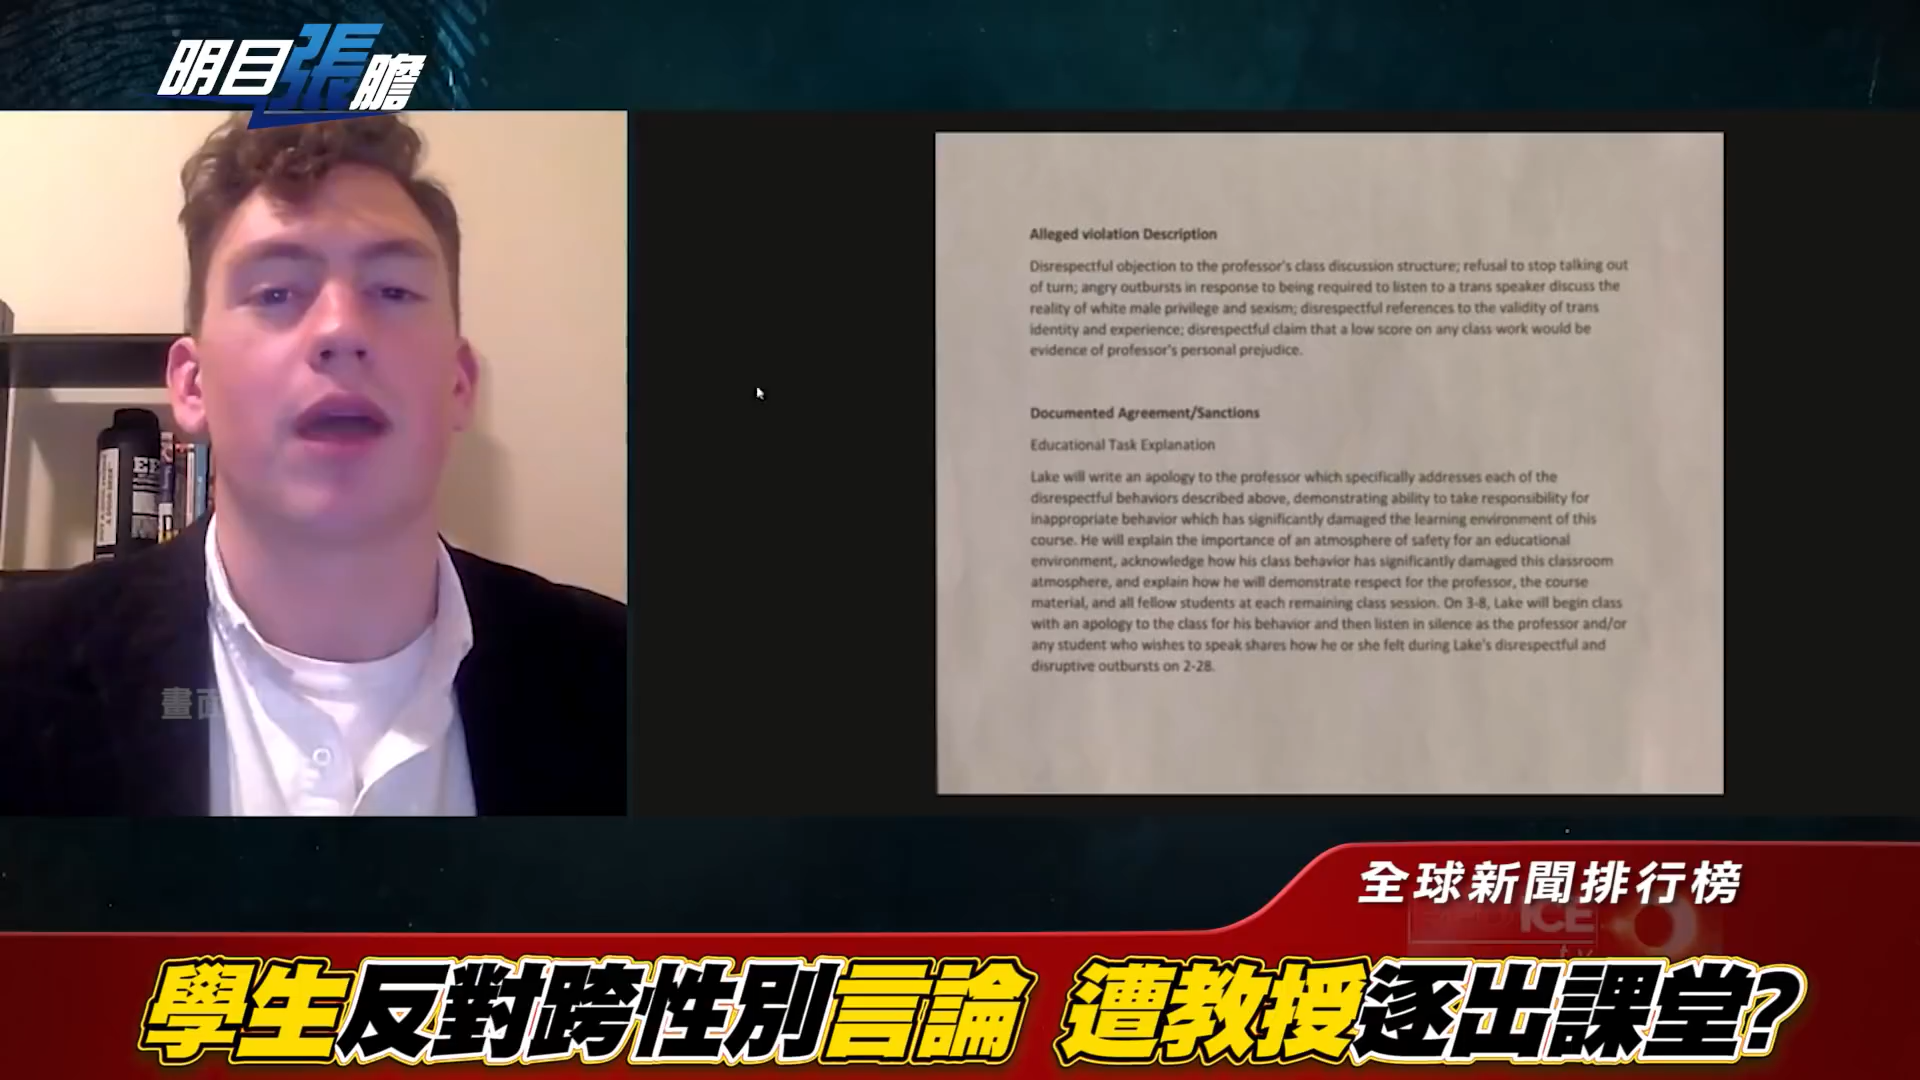 明目張膽
Alleged violation Description
Disrespectful objection to the professor's class discussion structure; refusal to stop talking out
of turn; angry outbursts in response to being required to listen to a trans speaker discuss the
reality of white male privilege and sexism; disrespectful references to the validity of trans
identity and experience; disrespectful claim that a low score on any class work would be
evidence of professor's personal prejudice.
Documented Agreement/Sanctions
Educational Task Explanation
Lake will write an apology to the professor which specifically addresses each of the
disrespectful behaviors described above, demonstrating ability to take responsibility for
inappropriate behavior which has significantly damaged the learning environment of this
course. He will explain the importance of an atmosphere of safety for an educational
environment, acknowledge how his class behavior has significantly damaged this classroom
atmosphere, and explain how he will demonstrate respect for the professor, the course
material, and all fellow students at each remaining class session. On 3-8, Lake will begin class
with an apology to the class for his behavior and then listen in silence as the professor and/or
any student who wishes to speak shares how he or she felt during Lake's disrespectful and
disruptive outbursts on 2-28.
畫面
全球新聞排行榜
ICE
tv
學生反對跨性別言論 遭教授逐出課堂?